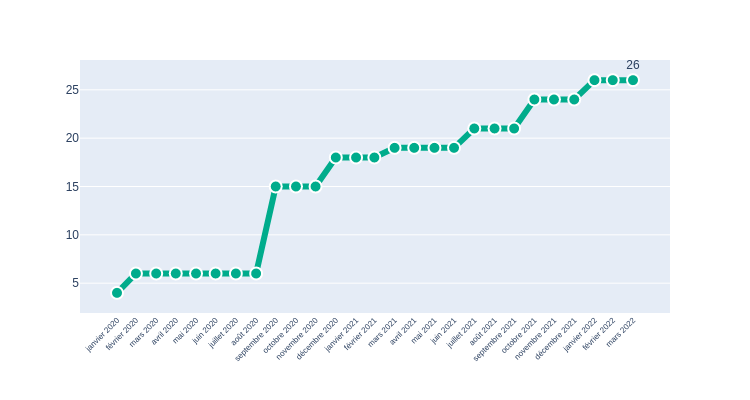 26
25
20
15
10
5
janvier 2020
février 2020
mars 2020
avril 2020
mai 2020
juin 2020
juillet 2020
août 2020
septembre 2020
octobre 2020
novembre 2020
décembre 2020
janvier 2021
février 2021
mars 2021
avril 2021
mai 2021
juin 2021
juillet 2021
août 2021
septembre 2021
octobre 2021
novembre 2021
décembre 2021
janvier 2022
février 2022
mars 2022